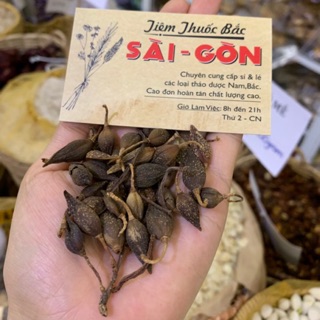 Tiệm Thuốc Bắc
SÀI - GÒN
Chuyên cung cấp sỉ & lẻ
các loại thảo dược Nam,Bắc.
Cao đơn hoàn tán chất lượng cao.
Giờ Làm Việc: 8h đến 21h
Thứ 2 - CN